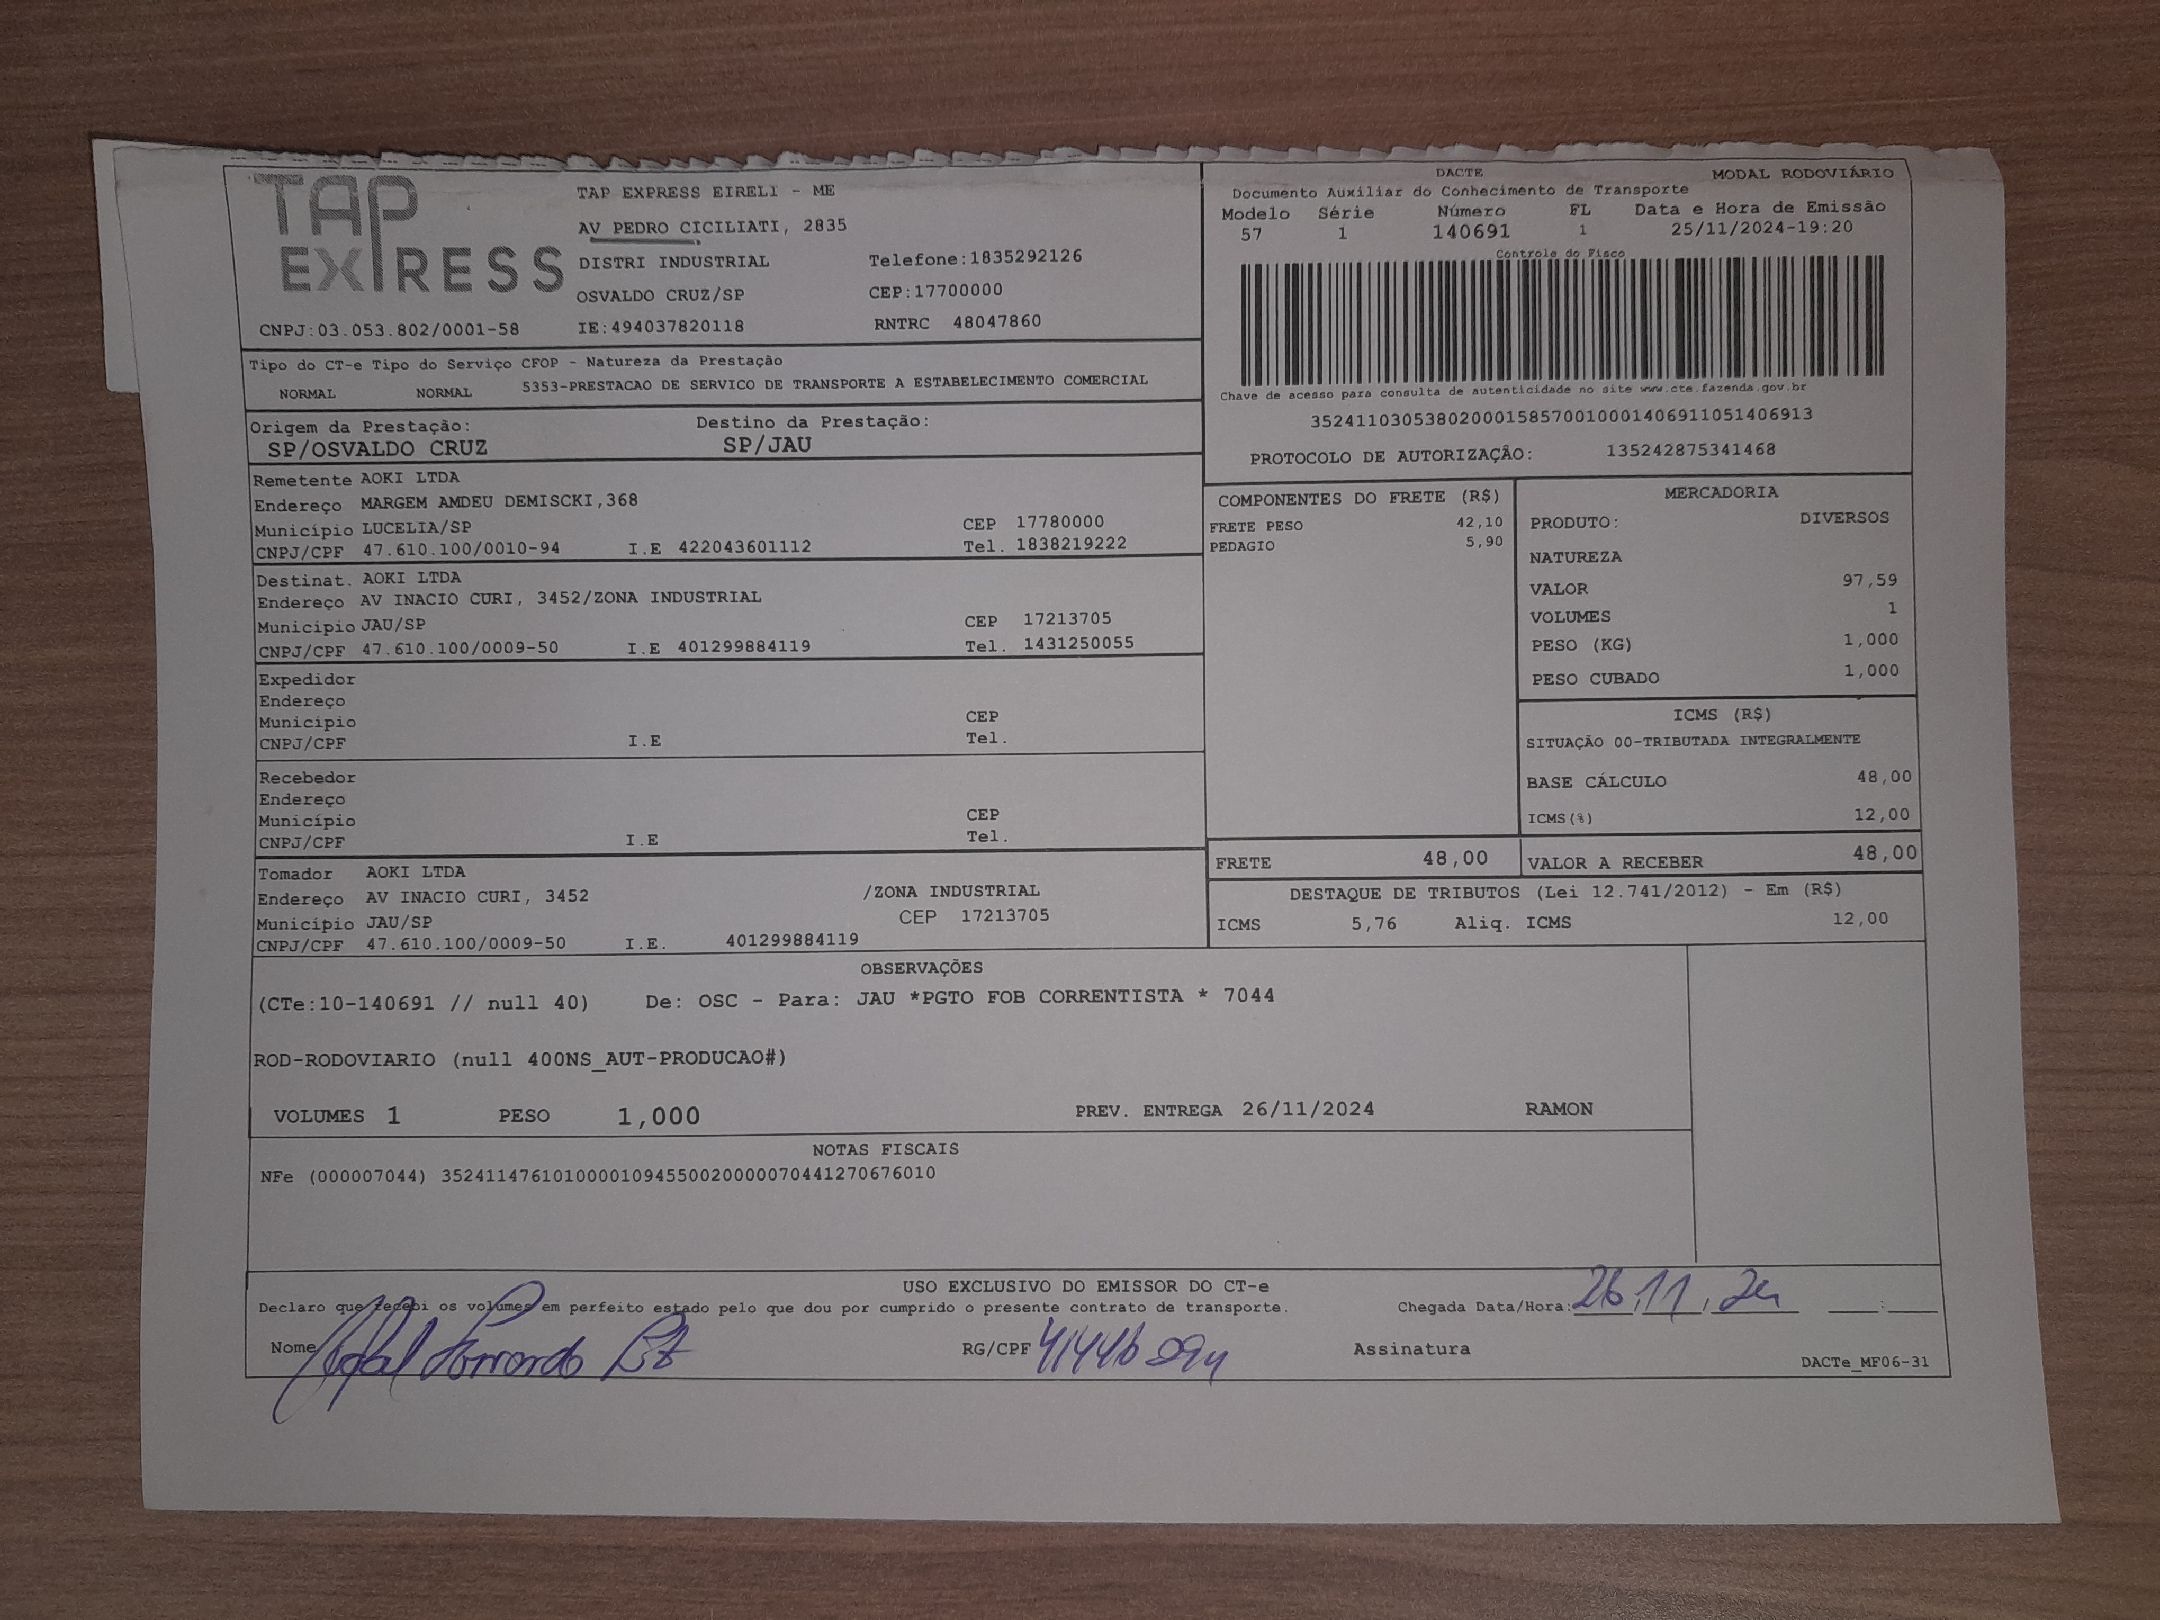 TAP EXPRESS
TAP EXPRESS EIRELI - ME
AV PEDRO CICILIATI, 2835
DISTRI INDUSTRIAL Telefone:1835292126
OSVALDO CRUZ/SP CEP:17700000
CNPJ:03.053.802/0001-58 IE:494037820118 RNTRC 48047860
DACTE MODAL RODOVIÁRIO
Documento Auxiliar do Conhecimento de Transporte
Modelo Série Número FL Data e Hora de Emissão
57 1 140691 1 25/11/2024-19:20
Controle do Fisco
Chave de acesso para consulta de autenticidade no site www.cte.fazenda.gov.br
35241103053802000158570010001406911051406913
PROTOCOLO DE AUTORIZAÇÃO: 135242875341468
Tipo do CT-e Tipo do Serviço CFOP - Natureza da Prestação
NORMAL NORMAL 5353-PRESTACAO DE SERVICO DE TRANSPORTE A ESTABELECIMENTO COMERCIAL
Origem da Prestação: Destino da Prestação:
SP/OSVALDO CRUZ SP/JAU
Remetente AOKI LTDA
Endereço MARGEM AMDEU DEMISCKI,368
Município LUCELIA/SP CEP 17780000
CNPJ/CPF 47.610.100/0010-94 I.E 422043601112 Tel. 1838219222
Destinat. AOKI LTDA
Endereço AV INACIO CURI, 3452/ZONA INDUSTRIAL
Município JAU/SP CEP 17213705
CNPJ/CPF 47.610.100/0009-50 I.E 401299884119 Tel. 1431250055
Expedidor
Endereço
Município CEP
CNPJ/CPF I.E Tel.
Recebedor
Endereço
Município CEP
CNPJ/CPF I.E Tel.
Tomador AOKI LTDA
Endereço AV INACIO CURI, 3452 /ZONA INDUSTRIAL
Município JAU/SP CEP 17213705
CNPJ/CPF 47.610.100/0009-50 I.E. 401299884119
COMPONENTES DO FRETE (R$)
FRETE PESO 42,10
PEDAGIO 5,90
MERCADORIA
PRODUTO: DIVERSOS
NATUREZA
VALOR 97,59
VOLUMES 1
PESO (KG) 1,000
PESO CUBADO 1,000
ICMS (R$)
SITUAÇÃO 00-TRIBUTADA INTEGRALMENTE
BASE CÁLCULO 48,00
ICMS(%) 12,00
FRETE 48,00 VALOR A RECEBER 48,00
DESTAQUE DE TRIBUTOS (Lei 12.741/2012) - Em (R$)
ICMS 5,76 Aliq. ICMS 12,00
OBSERVAÇÕES
(CTe:10-140691 // null 40) De: OSC - Para: JAU *PGTO FOB CORRENTISTA * 7044
ROD-RODOVIARIO (null 400NS_AUT-PRODUCAO#)
VOLUMES 1 PESO 1,000 PREV. ENTREGA 26/11/2024 RAMON
NOTAS FISCAIS
NFe (000007044) 35241147610100001094550020000070441270676010
USO EXCLUSIVO DO EMISSOR DO CT-e
Declaro que recebi os volumes em perfeito estado pelo que dou por cumprido o presente contrato de transporte. Chegada Data/Hora: 26/11/24
Nome RG/CPF Assinatura
DACTe_MF06-31